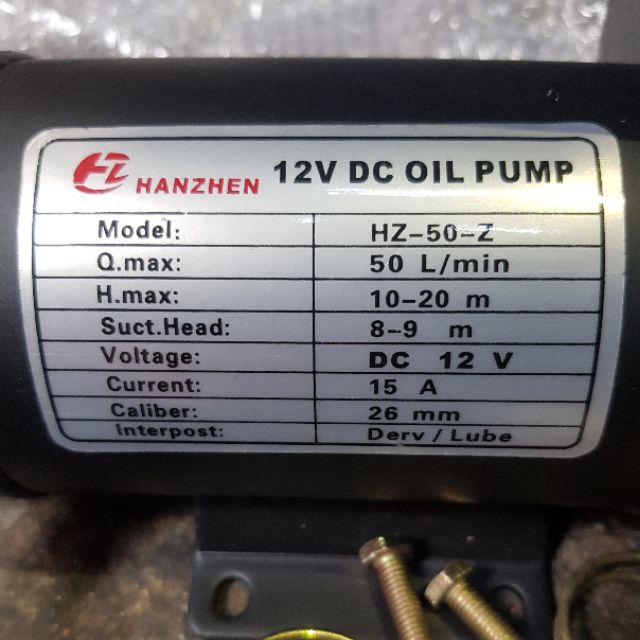 HZ HANZHEN 12V DC OIL PUMP
Model: HZ-50-Z
Q.max: 50 L/min
H.max: 10-20 m
Suct.Head: 8-9 m
Voltage: DC 12 V
Current: 15 A
Caliber: 26 mm
Interpost: Derv / Lube